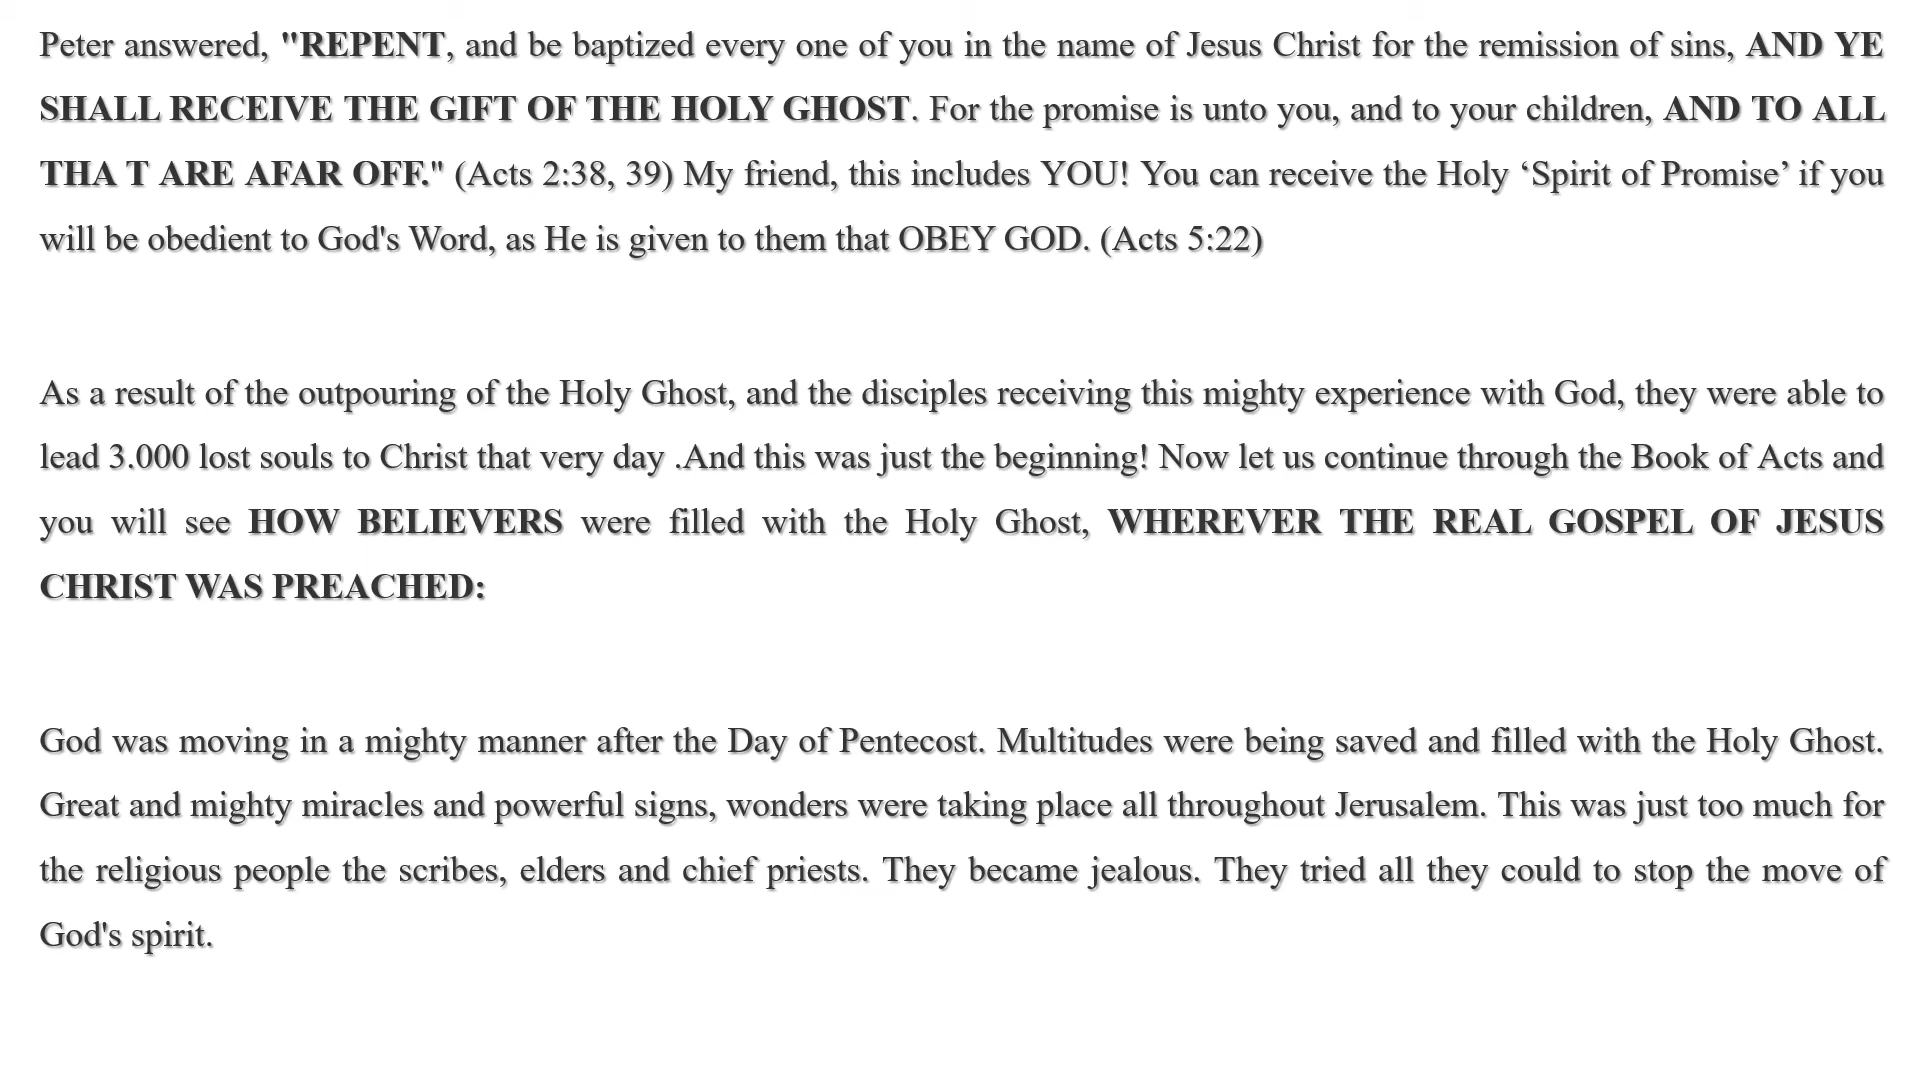 Peter answered, "REPENT, and be baptized every one of you in the name of Jesus Christ for the remission of sins, AND YE
SHALL RECEIVE THE GIFT OF THE HOLY GHOST. For the promise is unto you, and to your children, AND TO ALL
THA T ARE AFAR OFF." (Acts 2:38, 39) My friend, this includes YOU! You can receive the Holy ‘Spirit of Promise’ if you
will be obedient to God's Word, as He is given to them that OBEY GOD. (Acts 5:22)
As a result of the outpouring of the Holy Ghost, and the disciples receiving this mighty experience with God, they were able to
lead 3.000 lost souls to Christ that very day .And this was just the beginning! Now let us continue through the Book of Acts and
you will see HOW BELIEVERS were filled with the Holy Ghost, WHEREVER THE REAL GOSPEL OF JESUS
CHRIST WAS PREACHED:
God was moving in a mighty manner after the Day of Pentecost. Multitudes were being saved and filled with the Holy Ghost.
Great and mighty miracles and powerful signs, wonders were taking place all throughout Jerusalem. This was just too much for
the religious people the scribes, elders and chief priests. They became jealous. They tried all they could to stop the move of
God's spirit.